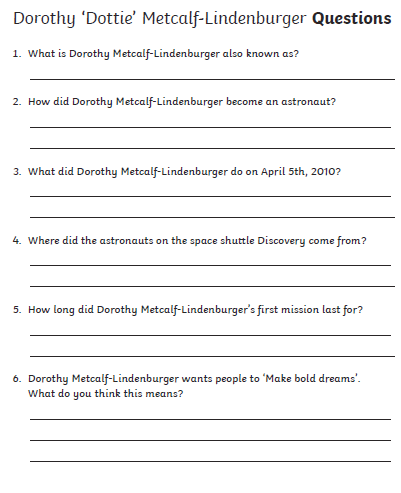 Dorothy ‘Dottie’ Metcalf-Lindenburger Questions
1. What is Dorothy Metcalf-Lindenburger also known as?
2. How did Dorothy Metcalf-Lindenburger become an astronaut?
3. What did Dorothy Metcalf-Lindenburger do on April 5th, 2010?
4. Where did the astronauts on the space shuttle Discovery come from?
5. How long did Dorothy Metcalf-Lindenburger’s first mission last for?
6. Dorothy Metcalf-Lindenburger wants people to ‘Make bold dreams’.
What do you think this means?